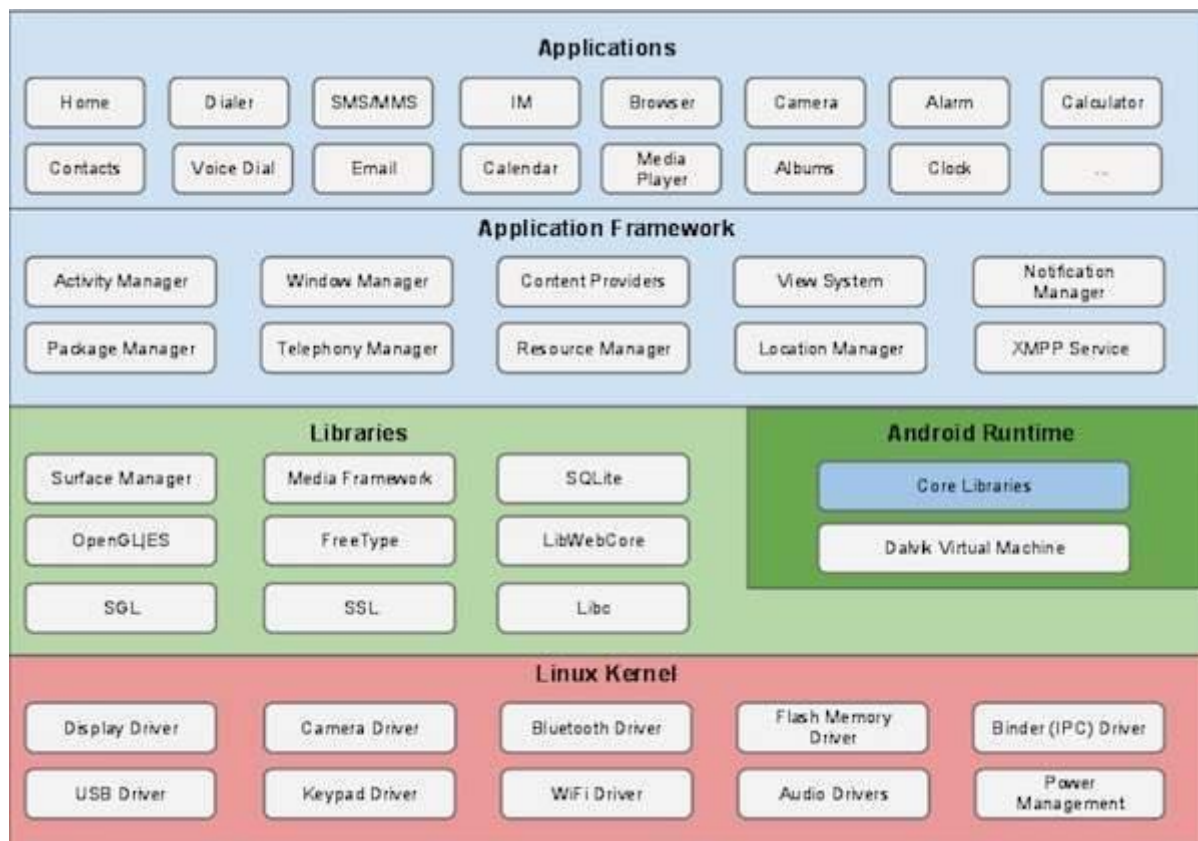 Applications
Home
Dialer
SMS/MMS
IM
Browser
Camera
Alarm
Calculator
Contacts
Voice Dial
Email
Calendar
Media
Player
Albums
Clock
...
Application Framework
Activity Manager
Window Manager
Content Providers
View System
Notification
Manager
Package Manager
Telephony Manager
Resource Manager
Location Manager
XMPP Service
Libraries
Surface Manager
Media Framework
SQLite
OpenGL|ES
FreeType
LibWebCore
SGL
SSL
Libc
Android Runtime
Core Libraries
Dalvik Virtual Machine
Linux Kernel
Display Driver
Camera Driver
Bluetooth Driver
Flash Memory
Driver
Binder (IPC) Driver
USB Driver
Keypad Driver
WiFi Driver
Audio Drivers
Power
Management